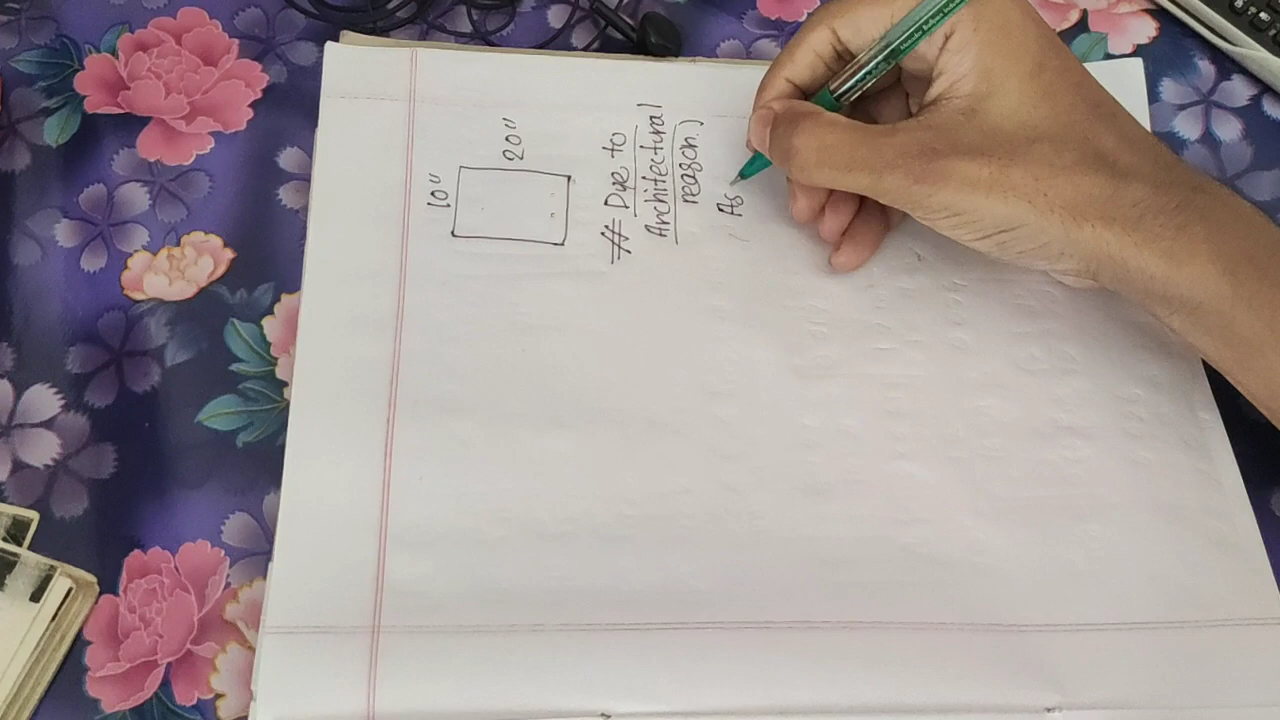 10"
20"
# Due to
Architectural
reason.)
As